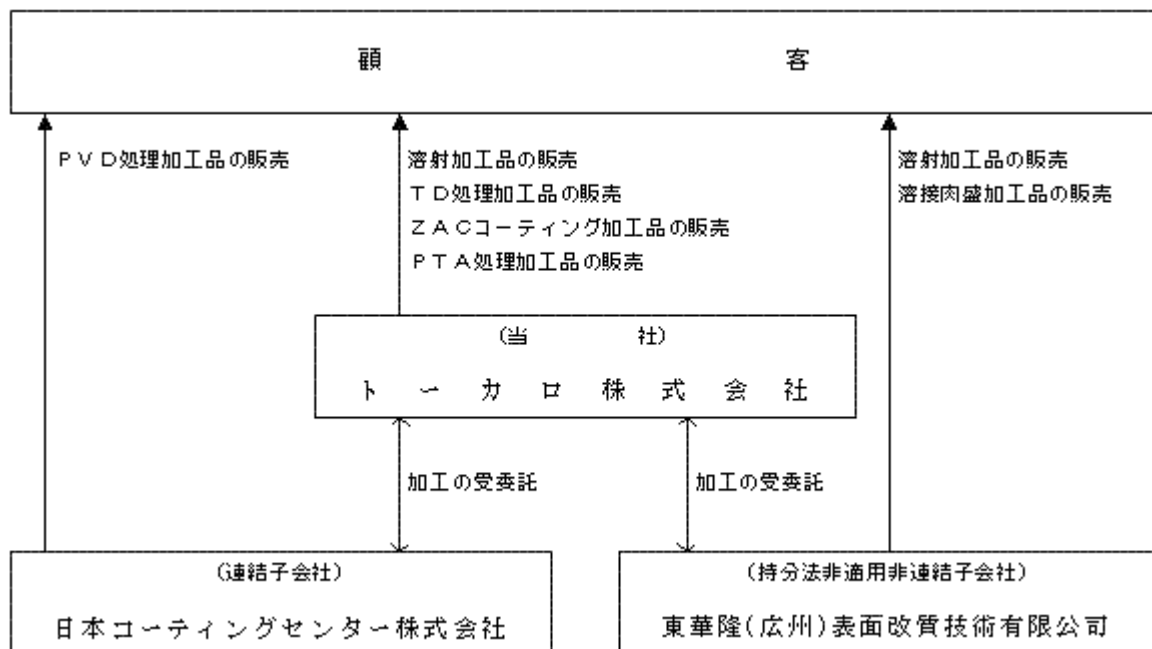 顧 客
PVD処理加工品の販売
溶射加工品の販売
TD処理加工品の販売
ZACコーティング加工品の販売
PTA処理加工品の販売
溶射加工品の販売
溶接肉盛加工品の販売
(当 社)
トーカロ株式会社
加工の受委託
加工の受委託
(連結子会社)
日本コーティングセンター株式会社
(持分法非適用非連結子会社)
東華隆(広州)表面改質技術有限公司